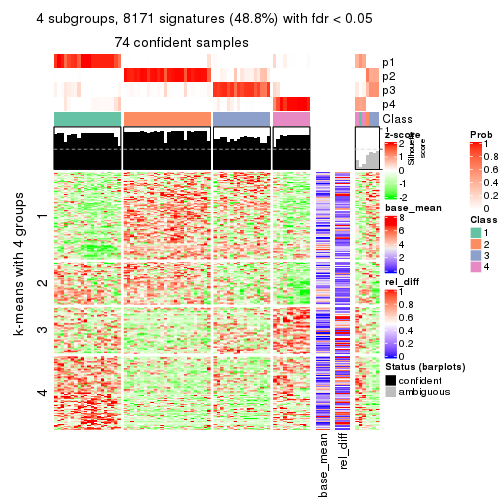 4 subgroups, 8171 signatures (48.8%) with fdr < 0.05
74 confident samples
p1
p2
p3
p4
Class
1
Silhouette
score
k-means with 4 groups
1
2
3
4
base_mean
rel_diff
z-score
2
1
0
-1
-2
base_mean
8
6
4
2
0
rel_diff
1
0.8
0.6
0.4
0.2
0
Status (barplots)
confident
ambiguous
Prob
1
0.8
0.6
0.4
0.2
0
Class
1
2
3
4